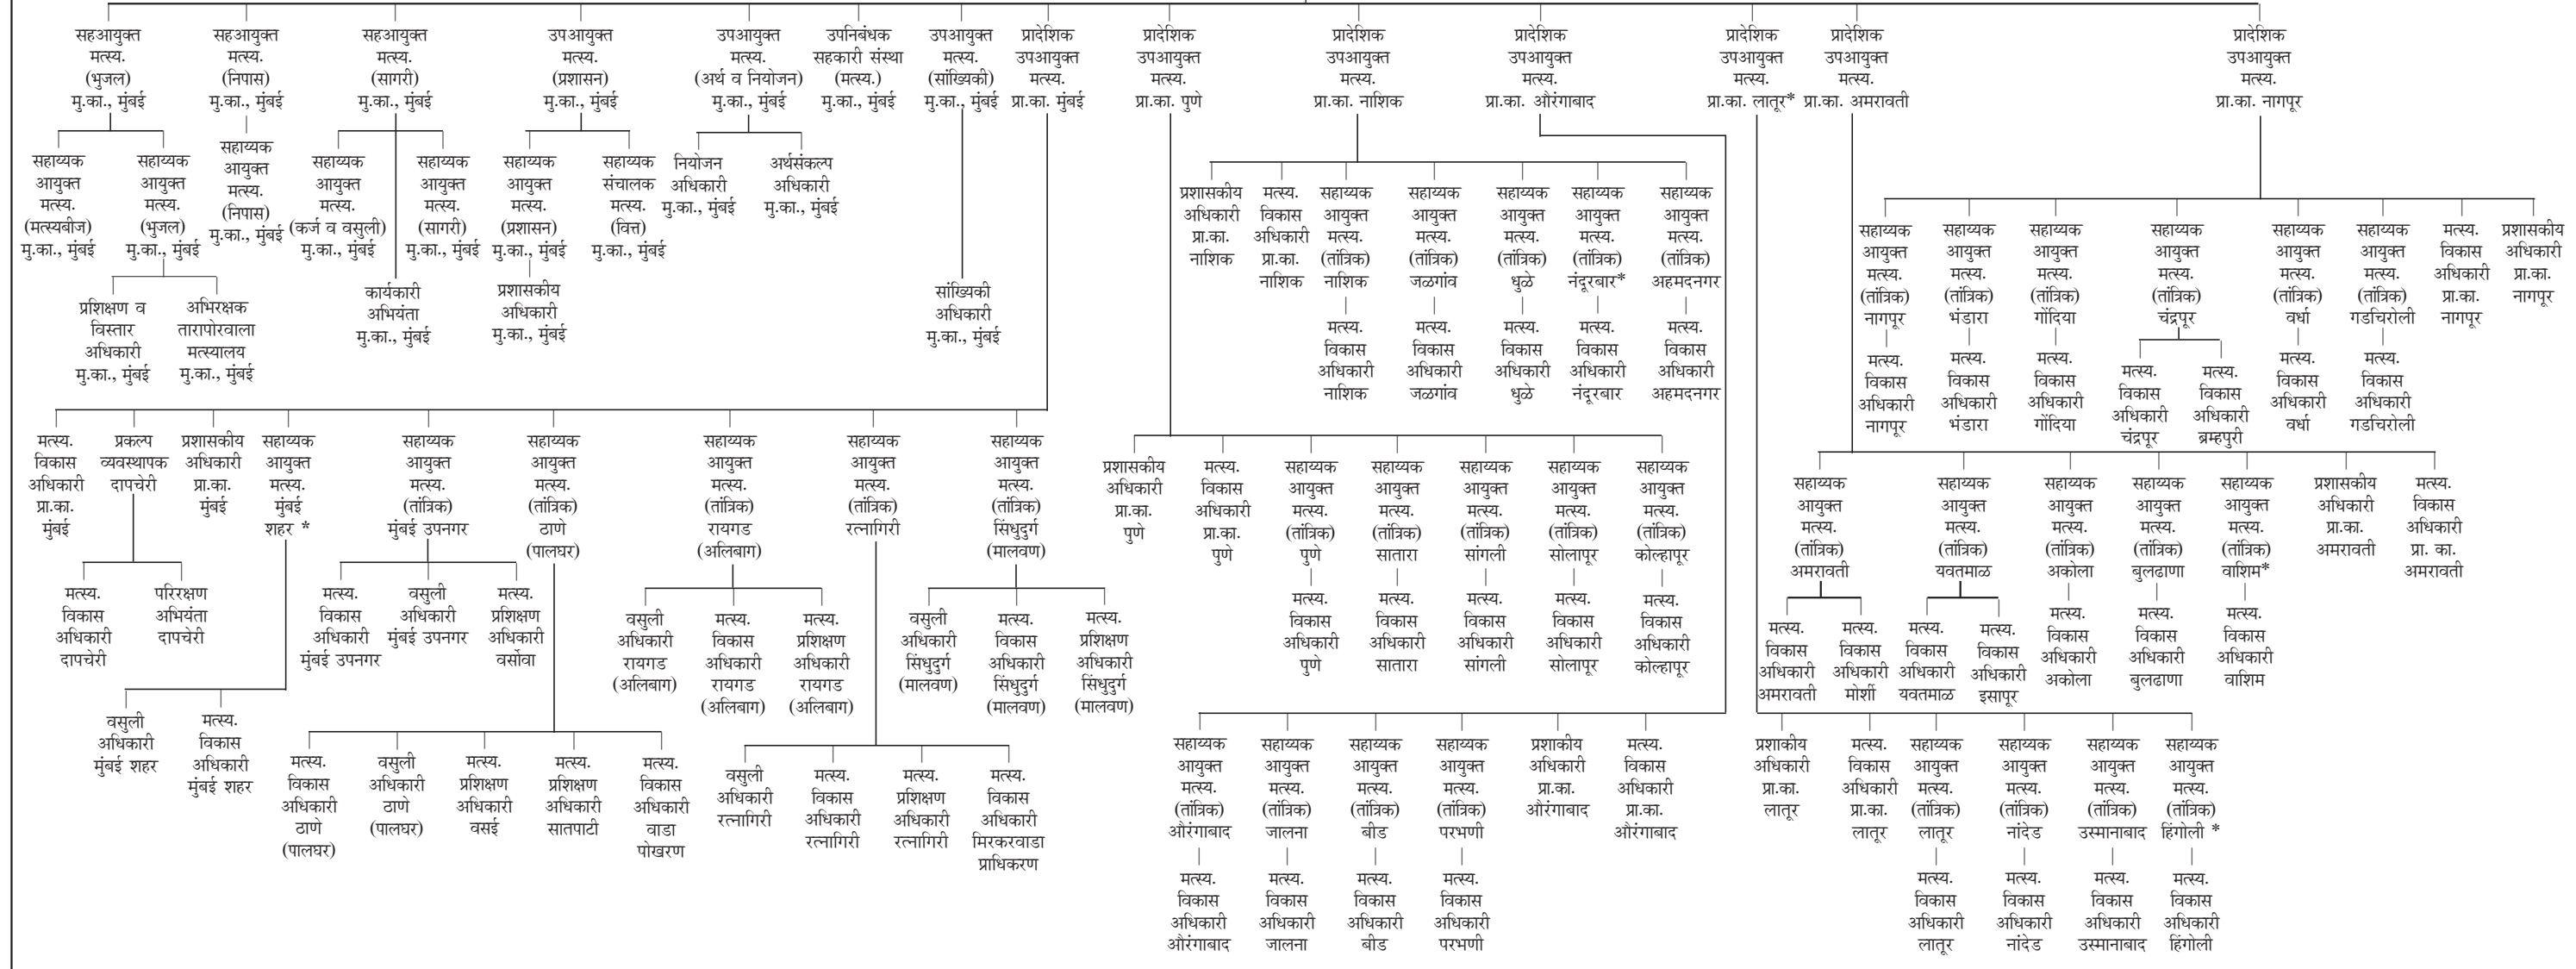 सहआयुक्त
मत्स्य.
(भुजल)
मु.का., मुंबई
सहआयुक्त
मत्स्य.
(निपास)
मु.का., मुंबई
सहआयुक्त
मत्स्य.
(सागरी)
मु.का., मुंबई
उपआयुक्त
मत्स्य.
(प्रशासन)
मु.का., मुंबई
उपआयुक्त
मत्स्य.
(अर्थ व नियोजन)
मु.का., मुंबई
उपनिबंधक
सहकारी संस्था
(मत्स्य.)
मु.का., मुंबई
उपआयुक्त
मत्स्य.
(सांख्यिकी)
मु.का., मुंबई
प्रादेशिक
उपआयुक्त
मत्स्य.
प्रा.का. मुंबई
प्रादेशिक
उपआयुक्त
मत्स्य.
प्रा.का. पुणे
प्रादेशिक
उपआयुक्त
मत्स्य.
प्रा.का. नाशिक
प्रादेशिक
उपआयुक्त
मत्स्य.
प्रा.का. औरंगाबाद
प्रादेशिक
उपआयुक्त
मत्स्य.
प्रा.का. लातूर*
प्रादेशिक
उपआयुक्त
मत्स्य.
प्रा.का. अमरावती
प्रादेशिक
उपआयुक्त
मत्स्य.
प्रा.का. नागपूर
सहाय्यक
आयुक्त
मत्स्य.
(मत्स्यबीज)
मु.का., मुंबई
सहाय्यक
आयुक्त
मत्स्य.
(भुजल)
मु.का., मुंबई
सहाय्यक
आयुक्त
मत्स्य.
(निपास)
मु.का., मुंबई
सहाय्यक
आयुक्त
मत्स्य.
(कर्ज व वसुली)
मु.का., मुंबई
सहाय्यक
आयुक्त
मत्स्य.
(सागरी)
मु.का., मुंबई
सहाय्यक
आयुक्त
मत्स्य.
(प्रशासन)
मु.का., मुंबई
सहाय्यक
संचालक
मत्स्य.
(वित्त)
मु.का., मुंबई
नियोजन
अधिकारी
मु.का., मुंबई
अर्थसंकल्प
अधिकारी
मु.का., मुंबई
प्रशिक्षण व
विस्तार
अधिकारी
मु.का., मुंबई
अभिरक्षक
तारापोरवाला
मत्स्यालय
मु.का., मुंबई
कार्यकारी
अभियंता
मु.का., मुंबई
प्रशासकीय
अधिकारी
मु.का., मुंबई
सांख्यिकी
अधिकारी
मु.का., मुंबई
प्रशासकीय
अधिकारी
प्रा.का.
नाशिक
मत्स्य.
विकास
अधिकारी
प्रा.का.
नाशिक
सहाय्यक
आयुक्त
मत्स्य.
(तांत्रिक)
नाशिक
सहाय्यक
आयुक्त
मत्स्य.
(तांत्रिक)
जळगांव
सहाय्यक
आयुक्त
मत्स्य.
(तांत्रिक)
धुळे
सहाय्यक
आयुक्त
मत्स्य.
(तांत्रिक)
नंदूरबार*
सहाय्यक
आयुक्त
मत्स्य.
(तांत्रिक)
अहमदनगर
मत्स्य.
विकास
अधिकारी
नाशिक
मत्स्य.
विकास
अधिकारी
जळगांव
मत्स्य.
विकास
अधिकारी
धुळे
मत्स्य.
विकास
अधिकारी
नंदूरबार
मत्स्य.
विकास
अधिकारी
अहमदनगर
सहाय्यक
आयुक्त
मत्स्य.
(तांत्रिक)
नागपूर
सहाय्यक
आयुक्त
मत्स्य.
(तांत्रिक)
भंडारा
सहाय्यक
आयुक्त
मत्स्य.
(तांत्रिक)
गोंदिया
सहाय्यक
आयुक्त
मत्स्य.
(तांत्रिक)
चंद्रपूर
सहाय्यक
आयुक्त
मत्स्य.
(तांत्रिक)
वर्धा
सहाय्यक
आयुक्त
मत्स्य.
(तांत्रिक)
गडचिरोली
मत्स्य.
विकास
अधिकारी
प्रा.का.
नागपूर
प्रशासकीय
अधिकारी
प्रा.का.
नागपूर
मत्स्य.
विकास
अधिकारी
नागपूर
मत्स्य.
विकास
अधिकारी
भंडारा
मत्स्य.
विकास
अधिकारी
गोंदिया
मत्स्य.
विकास
अधिकारी
चंद्रपूर
मत्स्य.
विकास
अधिकारी
ब्रम्हपुरी
मत्स्य.
विकास
अधिकारी
वर्धा
मत्स्य.
विकास
अधिकारी
गडचिरोली
मत्स्य.
विकास
अधिकारी
प्रा.का.
मुंबई
प्रकल्प
व्यवस्थापक
दापचेरी
प्रशासकीय
अधिकारी
प्रा.का.
मुंबई
सहाय्यक
आयुक्त
मत्स्य.
मुंबई
शहर *
सहाय्यक
आयुक्त
मत्स्य.
(तांत्रिक)
मुंबई उपनगर
सहाय्यक
आयुक्त
मत्स्य.
(तांत्रिक)
ठाणे
(पालघर)
सहाय्यक
आयुक्त
मत्स्य.
(तांत्रिक)
रायगड
(अलिबाग)
सहाय्यक
आयुक्त
मत्स्य.
(तांत्रिक)
रत्नागिरी
सहाय्यक
आयुक्त
मत्स्य.
(तांत्रिक)
सिंधुदुर्ग
(मालवण)
मत्स्य.
विकास
अधिकारी
दापचेरी
परिरक्षण
अभियंता
दापचेरी
मत्स्य.
विकास
अधिकारी
मुंबई उपनगर
वसुली
अधिकारी
मुंबई उपनगर
मत्स्य.
प्रशिक्षण
अधिकारी
वर्सोवा
वसुली
अधिकारी
रायगड
(अलिबाग)
मत्स्य.
विकास
अधिकारी
रायगड
(अलिबाग)
मत्स्य.
प्रशिक्षण
अधिकारी
रायगड
(अलिबाग)
वसुली
अधिकारी
सिंधुदुर्ग
(मालवण)
मत्स्य.
विकास
अधिकारी
सिंधुदुर्ग
(मालवण)
मत्स्य.
प्रशिक्षण
अधिकारी
सिंधुदुर्ग
(मालवण)
वसुली
अधिकारी
मुंबई शहर
मत्स्य.
विकास
अधिकारी
मुंबई शहर
मत्स्य.
विकास
अधिकारी
ठाणे
(पालघर)
वसुली
अधिकारी
ठाणे
(पालघर)
मत्स्य.
प्रशिक्षण
अधिकारी
वसई
मत्स्य.
प्रशिक्षण
अधिकारी
सातपाटी
मत्स्य.
विकास
अधिकारी
वाडा
पोखरण
वसुली
अधिकारी
रत्नागिरी
मत्स्य.
विकास
अधिकारी
रत्नागिरी
मत्स्य.
प्रशिक्षण
अधिकारी
रत्नागिरी
मत्स्य.
विकास
अधिकारी
मिरकरवाडा
प्राधिकरण
प्रशासकीय
अधिकारी
प्रा.का.
पुणे
मत्स्य.
विकास
अधिकारी
प्रा.का.
पुणे
सहाय्यक
आयुक्त
मत्स्य.
(तांत्रिक)
पुणे
सहाय्यक
आयुक्त
मत्स्य.
(तांत्रिक)
सातारा
सहाय्यक
आयुक्त
मत्स्य.
(तांत्रिक)
सांगली
सहाय्यक
आयुक्त
मत्स्य.
(तांत्रिक)
सोलापूर
सहाय्यक
आयुक्त
मत्स्य.
(तांत्रिक)
कोल्हापूर
मत्स्य.
विकास
अधिकारी
पुणे
मत्स्य.
विकास
अधिकारी
सातारा
मत्स्य.
विकास
अधिकारी
सांगली
मत्स्य.
विकास
अधिकारी
सोलापूर
मत्स्य.
विकास
अधिकारी
कोल्हापूर
सहाय्यक
आयुक्त
मत्स्य.
(तांत्रिक)
अमरावती
सहाय्यक
आयुक्त
मत्स्य.
(तांत्रिक)
यवतमाळ
सहाय्यक
आयुक्त
मत्स्य.
(तांत्रिक)
अकोला
सहाय्यक
आयुक्त
मत्स्य.
(तांत्रिक)
बुलढाणा
सहाय्यक
आयुक्त
मत्स्य.
(तांत्रिक)
वाशिम*
प्रशासकीय
अधिकारी
प्रा.का.
अमरावती
मत्स्य.
विकास
अधिकारी
प्रा. का.
अमरावती
मत्स्य.
विकास
अधिकारी
अमरावती
मत्स्य.
विकास
अधिकारी
मोर्शी
मत्स्य.
विकास
अधिकारी
यवतमाळ
मत्स्य.
विकास
अधिकारी
इसापूर
मत्स्य.
विकास
अधिकारी
अकोला
मत्स्य.
विकास
अधिकारी
बुलढाणा
मत्स्य.
विकास
अधिकारी
वाशिम
सहाय्यक
आयुक्त
मत्स्य.
(तांत्रिक)
औरंगाबाद
सहाय्यक
आयुक्त
मत्स्य.
(तांत्रिक)
जालना
सहाय्यक
आयुक्त
मत्स्य.
(तांत्रिक)
बीड
सहाय्यक
आयुक्त
मत्स्य.
(तांत्रिक)
परभणी
प्रशाकीय
अधिकारी
प्रा.का.
औरंगाबाद
मत्स्य.
विकास
अधिकारी
प्रा.का.
औरंगाबाद
मत्स्य.
विकास
अधिकारी
औरंगाबाद
मत्स्य.
विकास
अधिकारी
जालना
मत्स्य.
विकास
अधिकारी
बीड
मत्स्य.
विकास
अधिकारी
परभणी
प्रशाकीय
अधिकारी
प्रा.का.
लातूर
मत्स्य.
विकास
अधिकारी
प्रा.का.
लातूर
सहाय्यक
आयुक्त
मत्स्य.
(तांत्रिक)
लातूर
सहाय्यक
आयुक्त
मत्स्य.
(तांत्रिक)
नांदेड
सहाय्यक
आयुक्त
मत्स्य.
(तांत्रिक)
उस्मानाबाद
सहाय्यक
आयुक्त
मत्स्य.
(तांत्रिक)
हिंगोली *
मत्स्य.
विकास
अधिकारी
लातूर
मत्स्य.
विकास
अधिकारी
नांदेड
मत्स्य.
विकास
अधिकारी
उस्मानाबाद
मत्स्य.
विकास
अधिकारी
हिंगोली